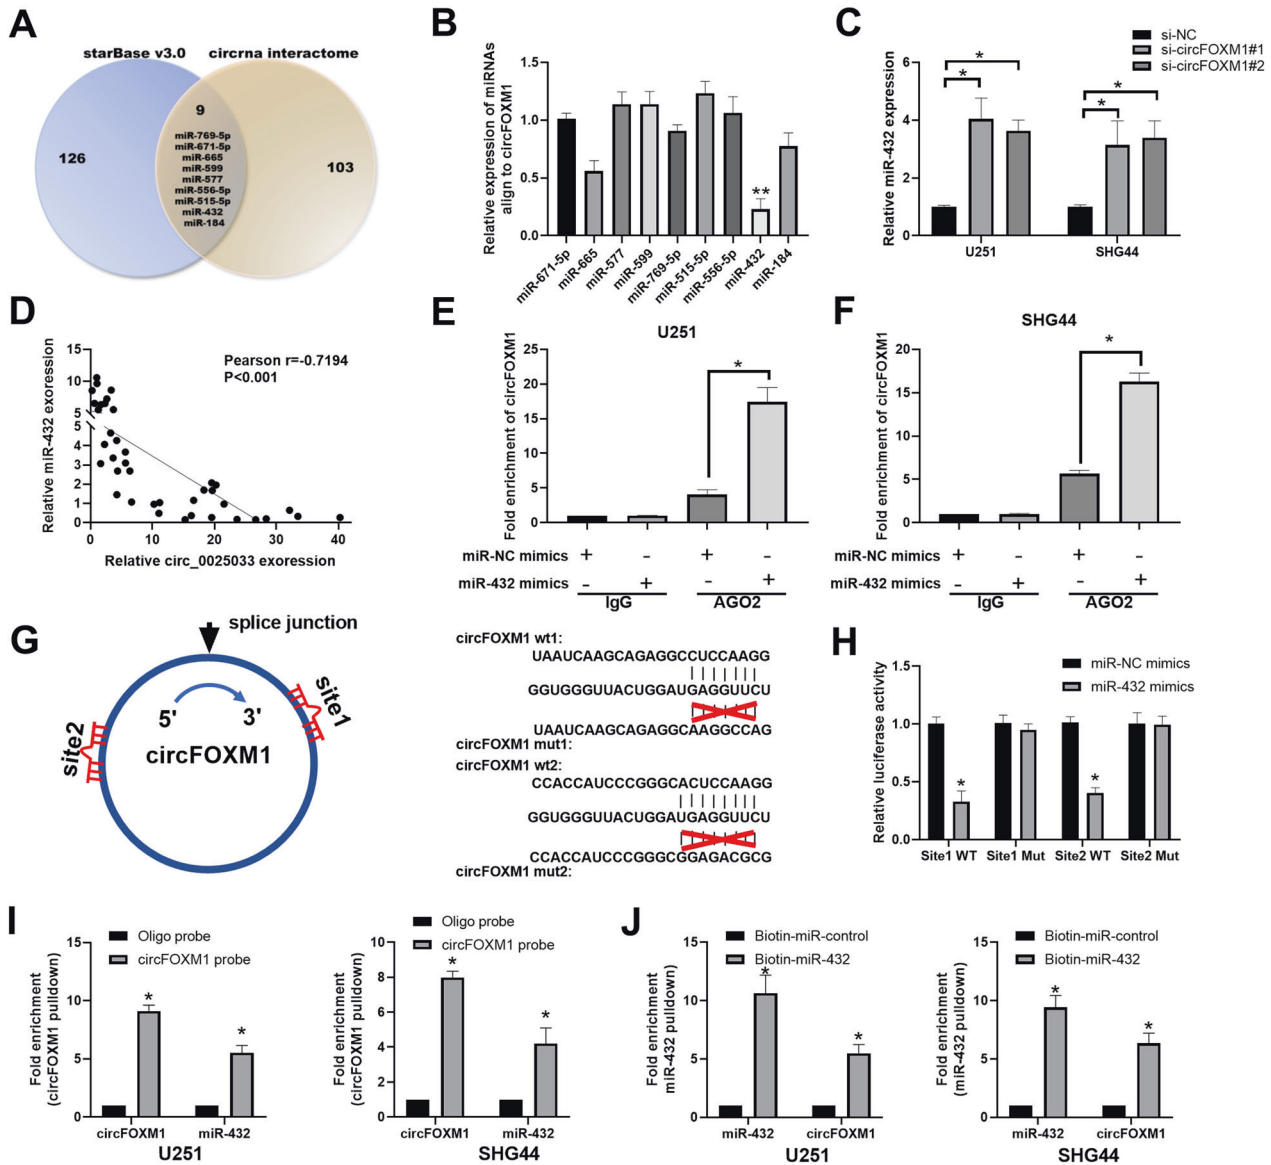 A
starBase v3.0
circrna interactome
9
miR-769-5p
miR-671-5p
miR-665
miR-599
miR-577
miR-556-5p
miR-515-5p
miR-432
miR-184
126
103
B
Relative expression of miRNAs
align to circFOXM1
1.5
1.0
0.5
0.0
**
miR-671-5p
miR-665
miR-577
miR-599
miR-769-5p
miR-515-5p
miR-556-5p
miR-432
miR-184
C
si-NC
si-circFOXM1#1
si-circFOXM1#2
Relative miR-432 expression
6
4
2
0
*
*
*
*
U251
SHG44
D
Relative miR-432 exoression
15
10
5
5
4
3
2
1
0
Pearson r=-0.7194
P<0.001
0
10
20
30
40
Relative circ_0025033 exoression
E
U251
Fold enrichment of circFOXM1
25
20
15
10
5
0
*
miR-NC mimics + - + -
miR-432 mimics - + - +
IgG
AGO2
F
SHG44
Fold enrichment of circFOXM1
20
15
10
5
0
*
miR-NC mimics + - + -
miR-432 mimics - + - +
IgG
AGO2
G
splice junction
site1
site2
5'
3'
circFOXM1
circFOXM1 wt1:
UAAUCAAGCAGAGGCCUCCAAGG
GGUGGGUUACUGGAUGAGGUUCU
UAAUCAAGCAGAGGCAAGGCCAG
circFOXM1 mut1:
circFOXM1 wt2:
CCACCAUCCCGGGCACUCCAAGG
GGUGGGUUACUGGAUGAGGUUCU
CCACCAUCCCGGGCGGAGACGCG
circFOXM1 mut2:
H
miR-NC mimics
miR-432 mimics
Relative luciferase activity
1.5
1.0
0.5
0.0
*
*
Site1 WT
Site1 Mut
Site2 WT
Site2 Mut
I
Oligo probe
circFOXM1 probe
Fold enrichment
(circFOXM1 pulldown)
15
10
5
0
*
*
circFOXM1
miR-432
U251
Oligo probe
circFOXM1 probe
Fold enrichment
(circFOXM1 pulldown)
10
8
6
4
2
0
*
*
circFOXM1
miR-432
SHG44
J
Biotin-miR-control
Biotin-miR-432
Fold enrichment
miR-432 pulldown)
15
10
5
0
*
*
miR-432
circFOXM1
U251
Biotin-miR-control
Biotin-miR-432
Fold enrichment
(miR-432 pulldown)
15
10
5
0
*
*
miR-432
circFOXM1
SHG44